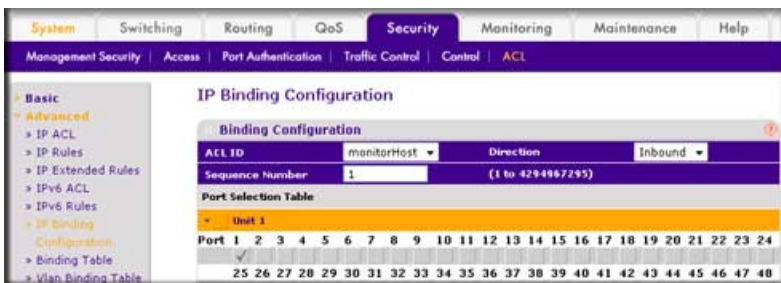 System Switching Routing QoS Security Monitoring Maintenance Help
Management Security Access Port Authentication Traffic Control Control ACL
Basic
Advanced
» IP ACL
» IP Rules
» IP Extended Rules
» IPv6 ACL
» IPv6 Rules
» IP Binding
Configuration
» Binding Table
» Vlan Binding Table
IP Binding Configuration
Binding Configuration
ACL ID monitorHost Direction Inbound
Sequence Number 1 (1 to 4294967295)
Port Selection Table
Unit 1
Port 1 2 3 4 5 6 7 8 9 10 11 12 13 14 15 16 17 18 19 20 21 22 23 24
25 26 27 28 29 30 31 32 33 34 35 36 37 38 39 40 41 42 43 44 45 46 47 48